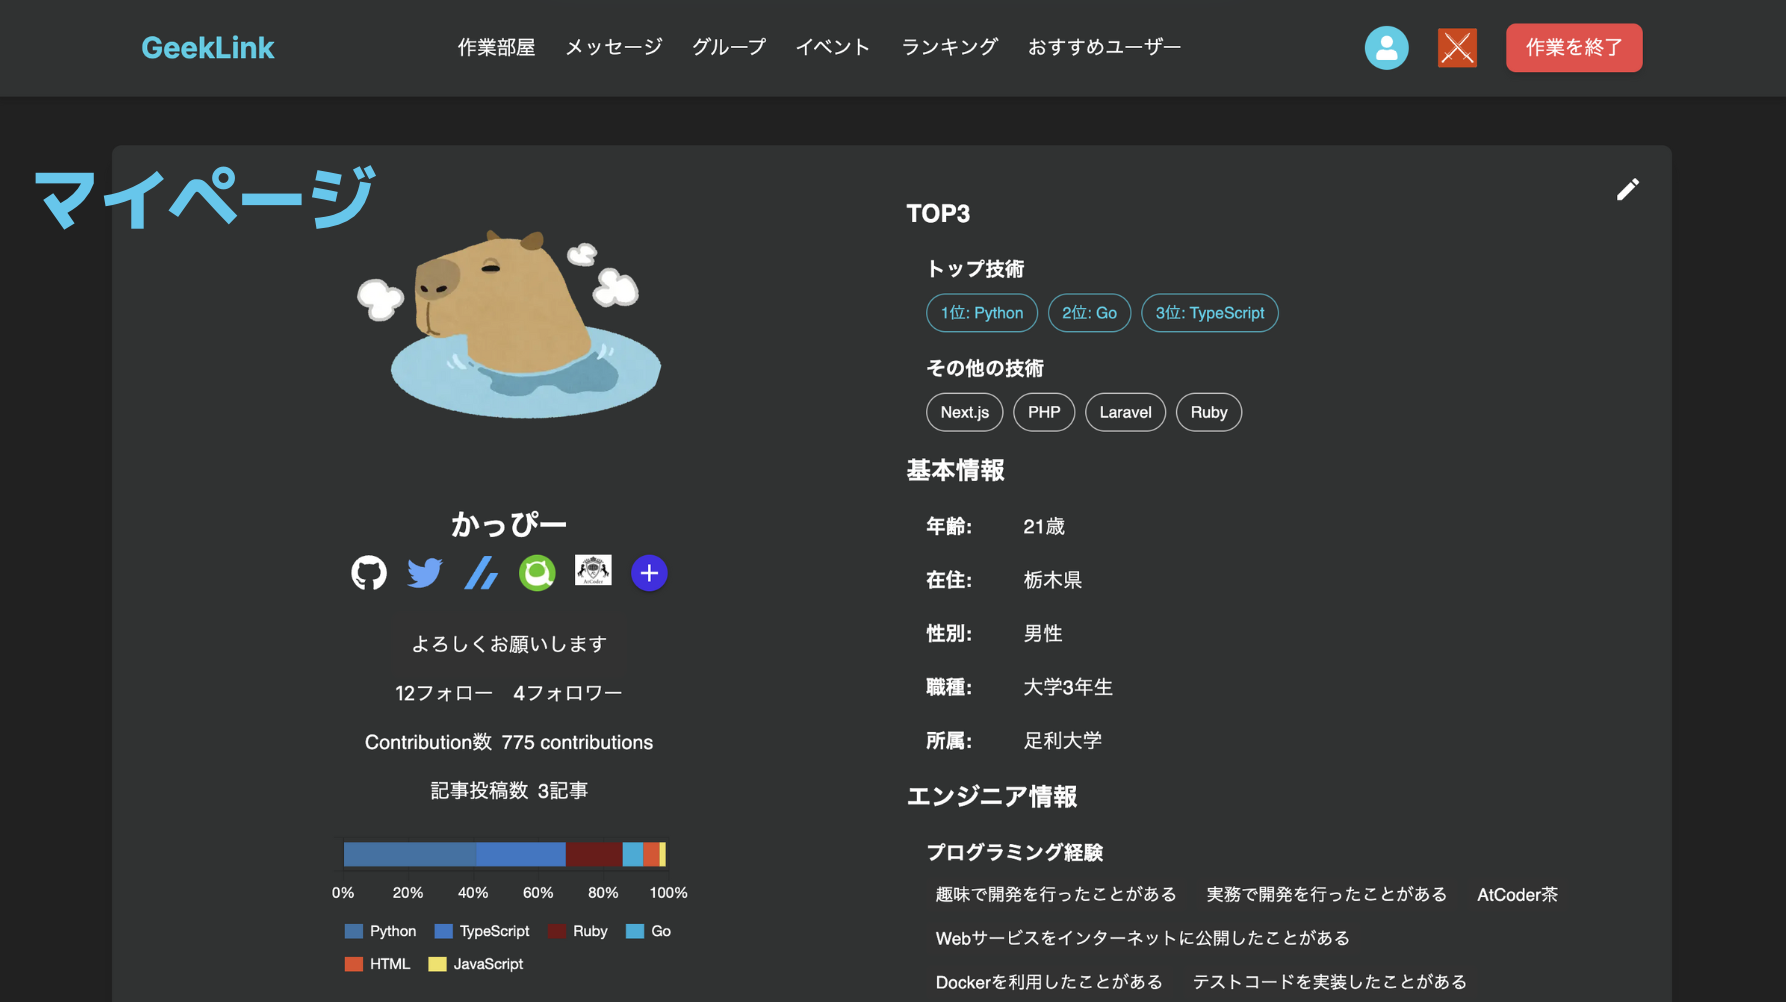 GeekLink 作業部屋 メッセージ グループ イベント ランキング おすすめユーザー 作業を終了
マイページ
かっぴー
AtCoder
よろしくお願いします
12フォロー 4フォロワー
Contribution数 775 contributions
記事投稿数 3記事
0% 20% 40% 60% 80% 100%
Python TypeScript Ruby Go
HTML JavaScript
TOP3
トップ技術
1位: Python 2位: Go 3位: TypeScript
その他の技術
Next.js PHP Laravel Ruby
基本情報
年齢: 21歳
在住: 栃木県
性別: 男性
職種: 大学3年生
所属: 足利大学
エンジニア情報
プログラミング経験
趣味で開発を行ったことがある 実務で開発を行ったことがある AtCoder茶
Webサービスをインターネットに公開したことがある
Dockerを利用したことがある テストコードを実装したことがある